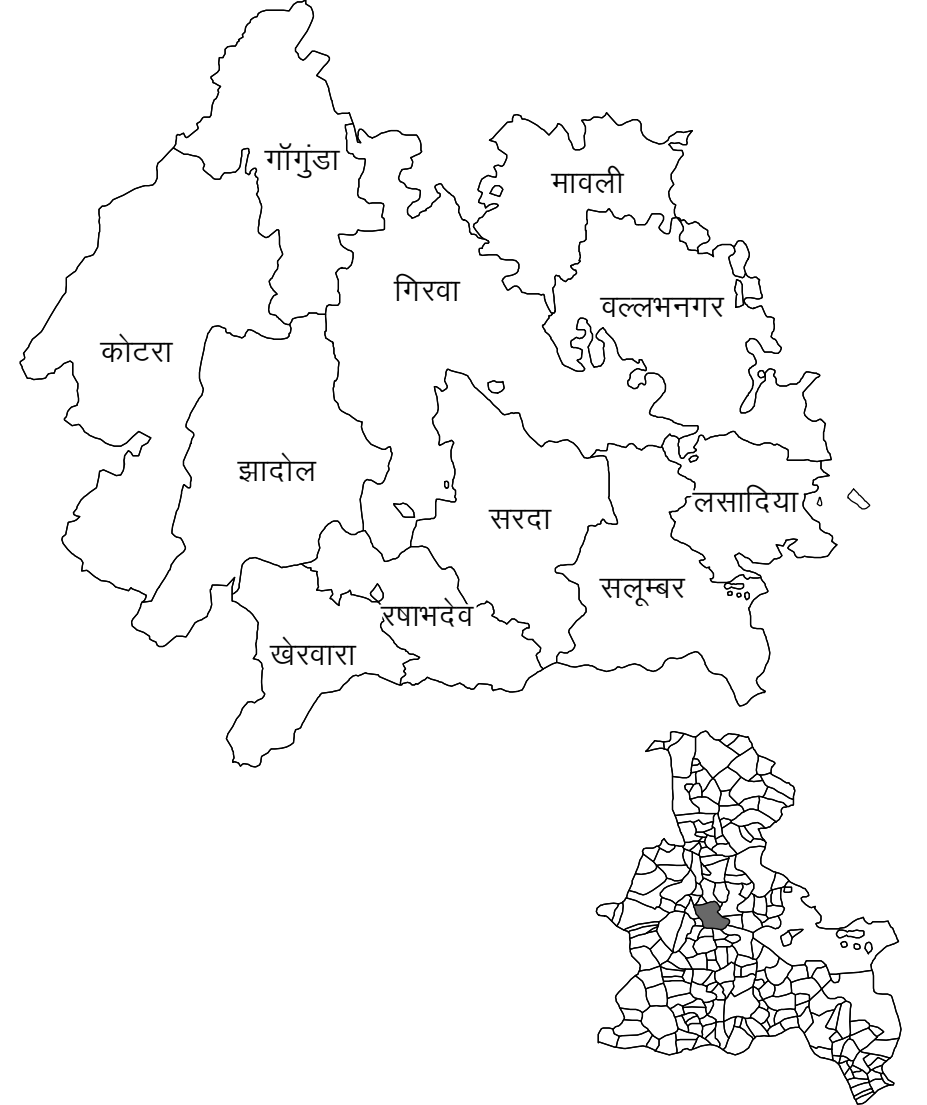 गॉगुंडा
मावली
गिरवा
वल्लभनगर
कोटरा
झादोल
लसादिया
सरदा
सलूम्बर
रषाभदेव
खेरवारा